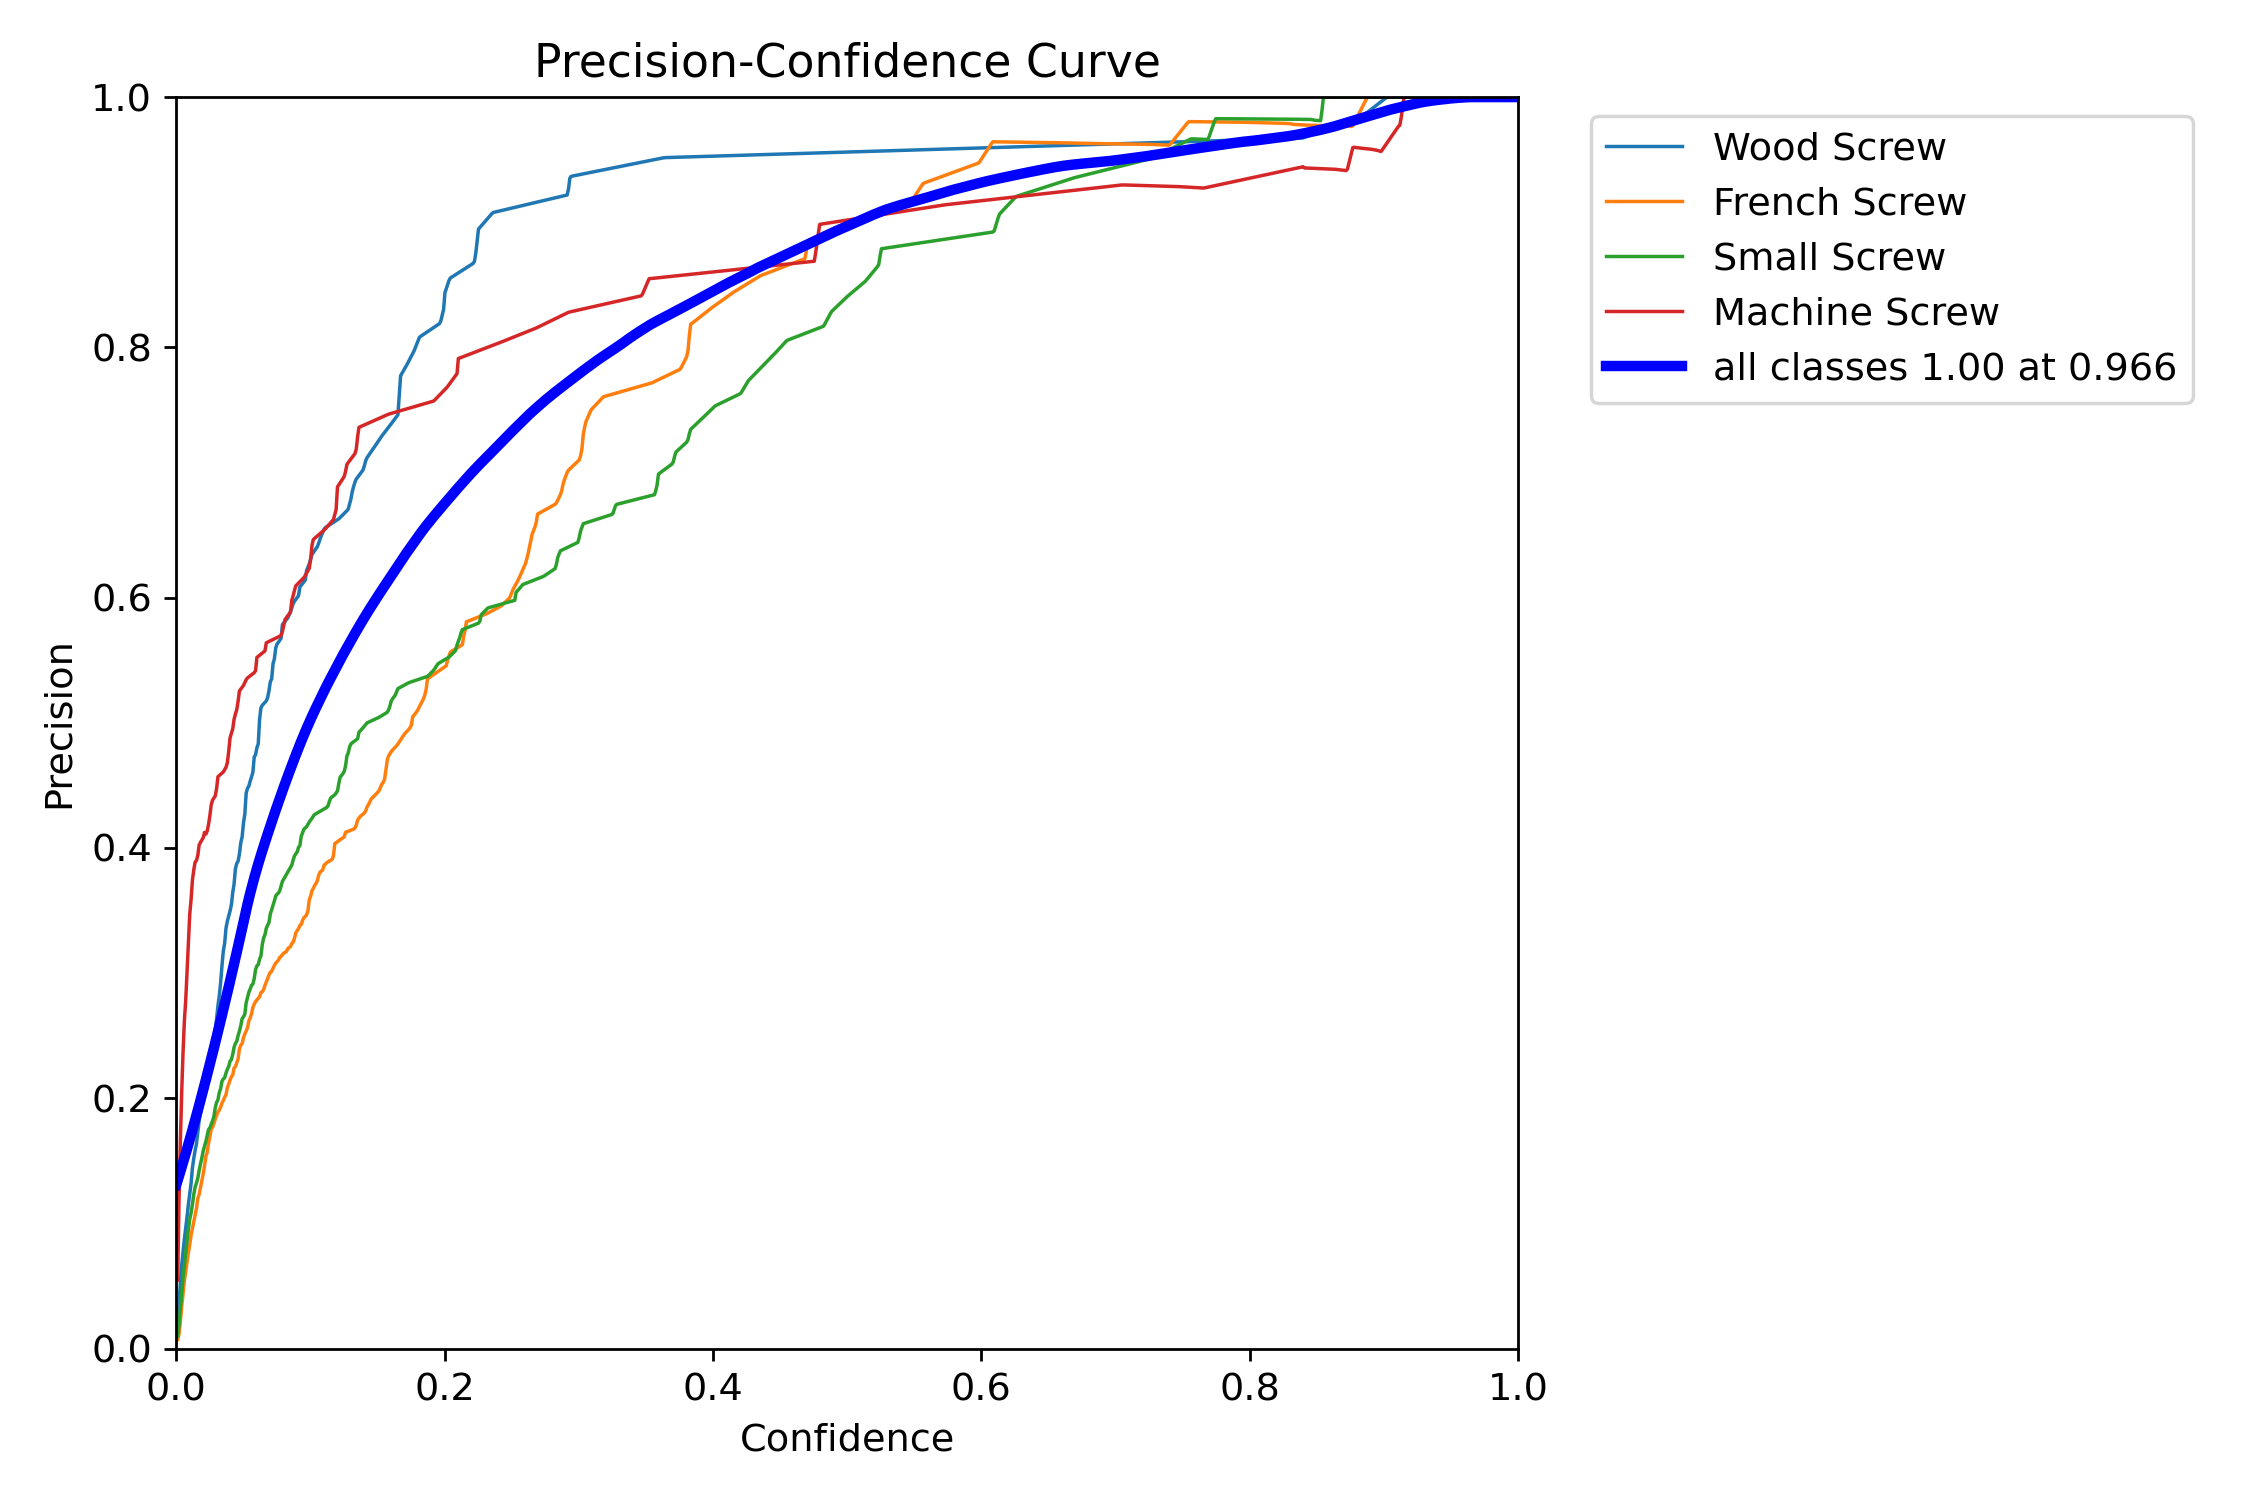 Precision-Confidence Curve
1.0
0.8
0.6
0.4
0.2
0.0
Precision
0.0 0.2 0.4 0.6 0.8 1.0
Confidence
Wood Screw
French Screw
Small Screw
Machine Screw
all classes 1.00 at 0.966